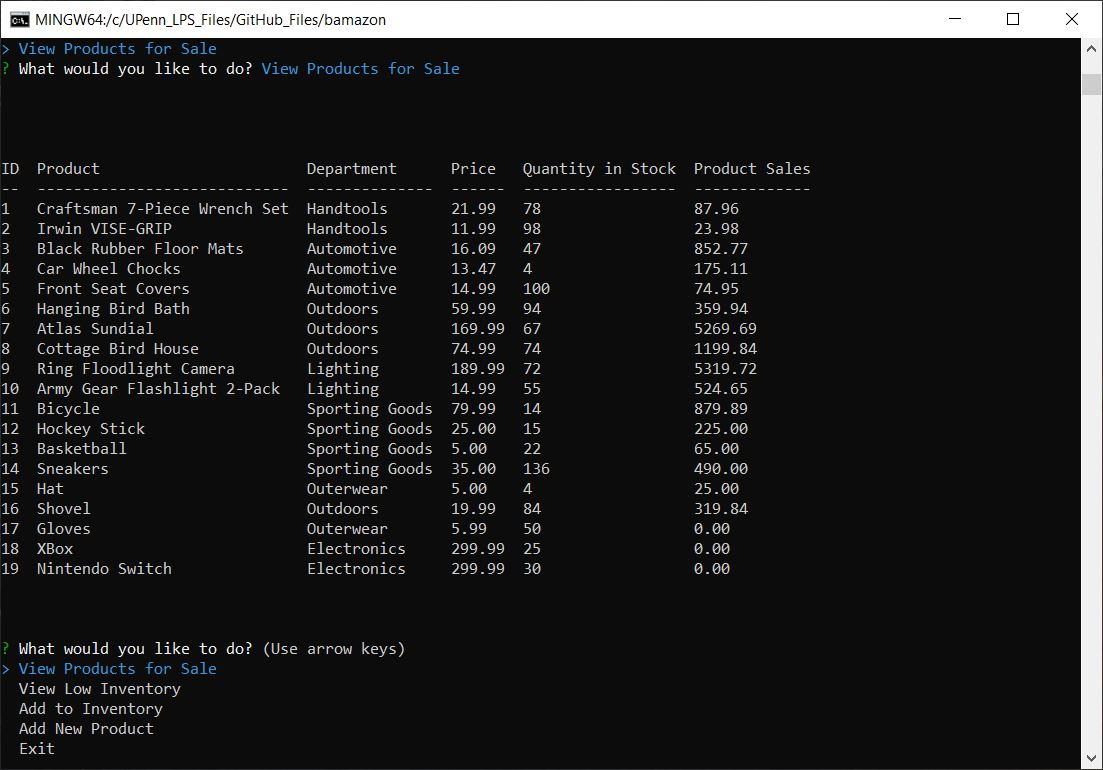 MINGW64:/c/UPenn_LPS_Files/GitHub_Files/bamazon
> View Products for Sale
? What would you like to do? View Products for Sale
ID  Product                       Department      Price   Quantity in Stock  Product Sales
--  ----------------------------  --------------  ------  -----------------  -------------
1   Craftsman 7-Piece Wrench Set  Handtools       21.99   78                 87.96
2   Irwin VISE-GRIP               Handtools       11.99   98                 23.98
3   Black Rubber Floor Mats       Automotive      16.09   47                 852.77
4   Car Wheel Chocks              Automotive      13.47   4                  175.11
5   Front Seat Covers             Automotive      14.99   100                74.95
6   Hanging Bird Bath             Outdoors        59.99   94                 359.94
7   Atlas Sundial                 Outdoors        169.99  67                 5269.69
8   Cottage Bird House            Outdoors        74.99   74                 1199.84
9   Ring Floodlight Camera        Lighting        189.99  72                 5319.72
10  Army Gear Flashlight 2-Pack   Lighting        14.99   55                 524.65
11  Bicycle                       Sporting Goods  79.99   14                 879.89
12  Hockey Stick                  Sporting Goods  25.00   15                 225.00
13  Basketball                    Sporting Goods  5.00    22                 65.00
14  Sneakers                      Sporting Goods  35.00   136                490.00
15  Hat                           Outerwear       5.00    4                  25.00
16  Shovel                        Outdoors        19.99   84                 319.84
17  Gloves                        Outerwear       5.99    50                 0.00
18  XBox                          Electronics     299.99  25                 0.00
19  Nintendo Switch               Electronics     299.99  30                 0.00
? What would you like to do? (Use arrow keys)
> View Products for Sale
  View Low Inventory
  Add to Inventory
  Add New Product
  Exit